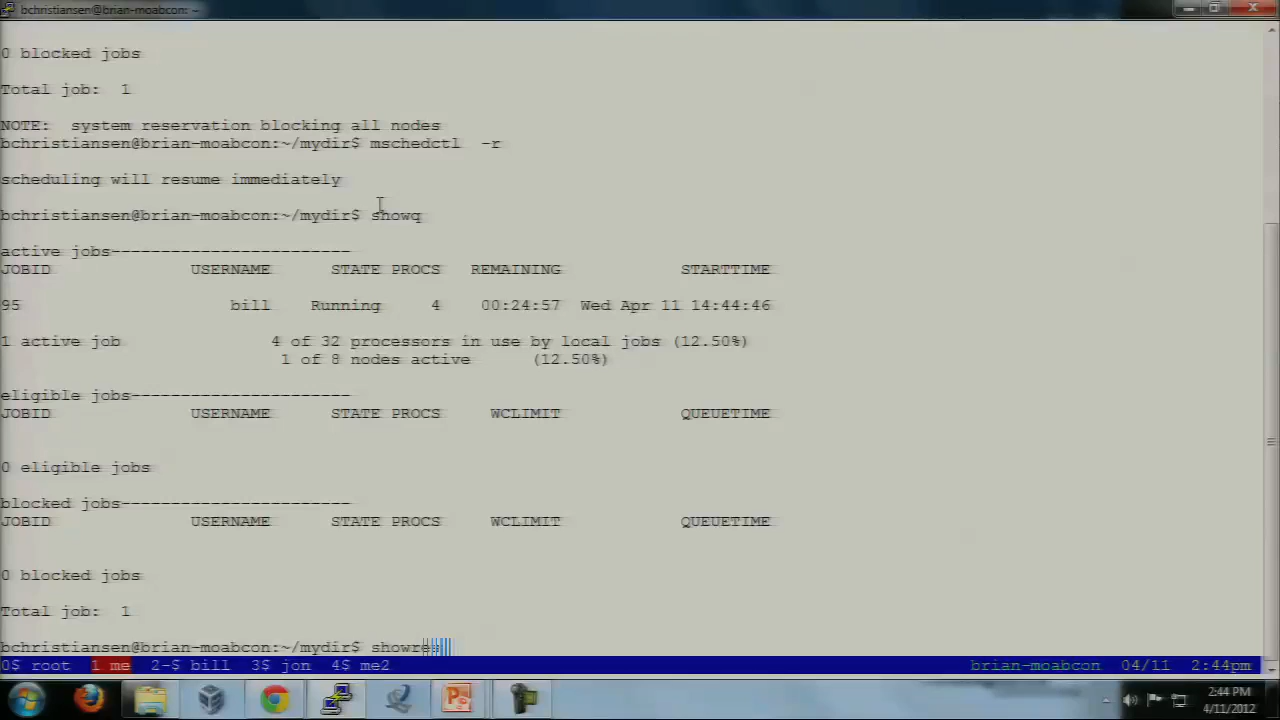 bchristiansen@brian-moabcon: ~
0 blocked jobs
Total job:  1
NOTE:  system reservation blocking all nodes
bchristiansen@brian-moabcon:~/mydir$ mschedctl  -r
scheduling will resume immediately
bchristiansen@brian-moabcon:~/mydir$ showq
active jobs------------------------
JOBID              USERNAME      STATE PROCS   REMAINING            STARTTIME
95                     bill    Running     4    00:24:57  Wed Apr 11 14:44:46
1 active job               4 of 32 processors in use by local jobs (12.50%)
1 of 8 nodes active      (12.50%)
eligible jobs----------------------
JOBID              USERNAME      STATE PROCS     WCLIMIT            QUEUETIME
0 eligible jobs
blocked jobs-----------------------
JOBID              USERNAME      STATE PROCS     WCLIMIT            QUEUETIME
0 blocked jobs
Total job:  1
bchristiansen@brian-moabcon:~/mydir$ showres
0$ root  1 me  2-$ bill  3$ jon  4$ me2 brian-moabcon  04/11  2:44pm
2:44 PM
4/11/2012